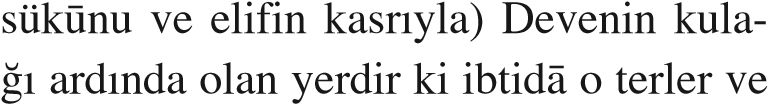 sükūnu ve elifin kasrıyla) Devenin kula-
ğı ardında olan yerdir ki ibtidā o terler ve